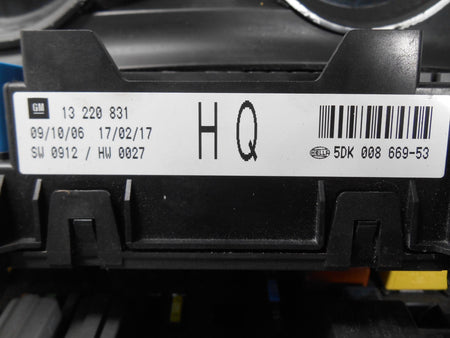 GM 13 220 831
09/10/06 17/02/17
SW 0912 / HW 0027
HQ
HELLA 5DK 008 669-53